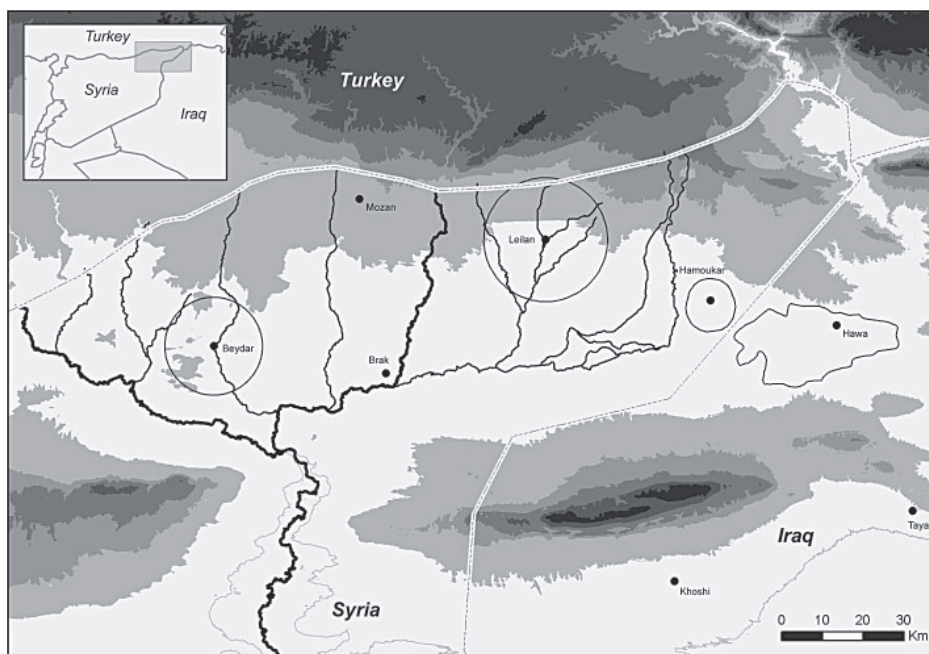 Turkey
Syria
Iraq
Turkey
Mozan
Leilan
Hamoukar
Hawa
Beydar
Brak
Taya
Iraq
Khoshi
Syria
0 10 20 30
Km